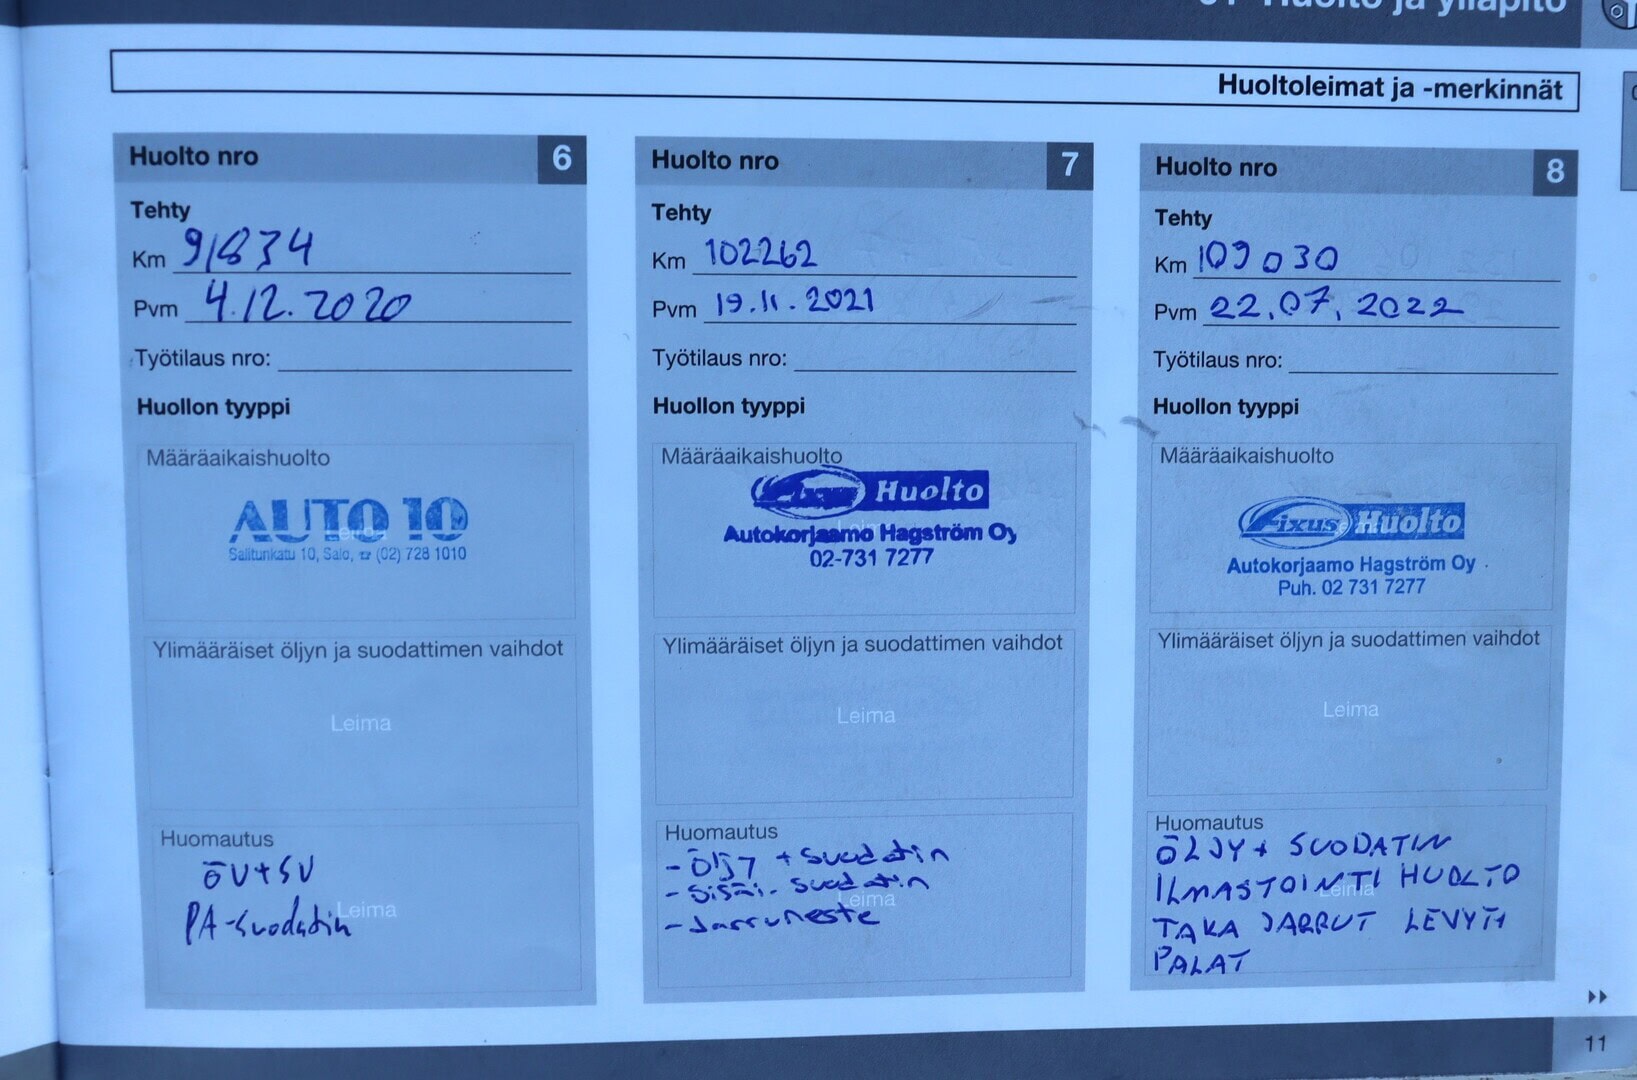 Huolto ja ylläpito
Huoltoleimat ja -merkinnät
Huolto nro 6
Tehty
Km 91834
Pvm 4.12.2020
Työtilaus nro:
Huollon tyyppi
Määräaikaishuolto
AUTO 10
Salitunkatu 10, Salo, ☎ (02) 728 1010
Ylimääräiset öljyn ja suodattimen vaihdot
Leima
Huomautus
ÖV+SV
PA-suodatin
Leima
Huolto nro 7
Tehty
Km 102262
Pvm 19.11.2021
Työtilaus nro:
Huollon tyyppi
Määräaikaishuolto
Fixus Huolto
Autokorjaamo Hagström Oy
02-731 7277
Ylimääräiset öljyn ja suodattimen vaihdot
Leima
Huomautus
- Öljy + suodatin
- Sisäi. suodatin
Leima
- Jarruneste
Huolto nro 8
Tehty
Km 109030
Pvm 22.07.2022
Työtilaus nro:
Huollon tyyppi
Määräaikaishuolto
Fixus Huolto
Autokorjaamo Hagström Oy
Puh. 02 731 7277
Ylimääräiset öljyn ja suodattimen vaihdot
Leima
Huomautus
ÖLJY + SUODATIN
ILMASTOINTI HUOLTO
Leima
TAKA JARRUT LEVYT+
PALAT
11